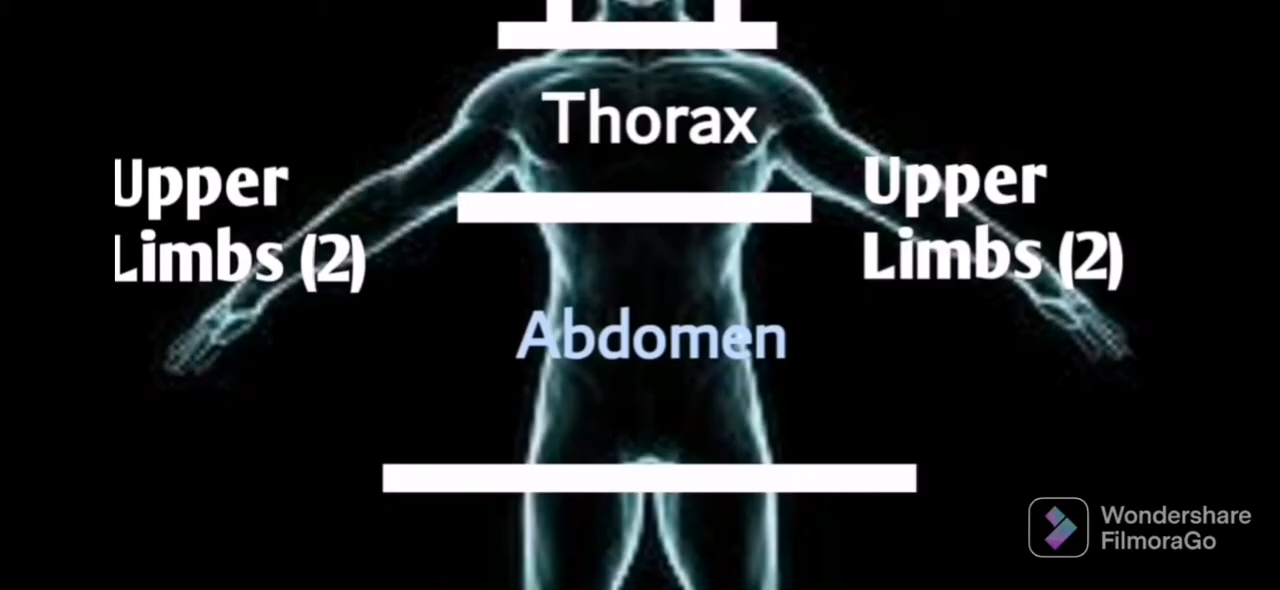 Thorax
Upper
Limbs (2)
Upper
Limbs (2)
Abdomen
Wondershare
FilmoraGo